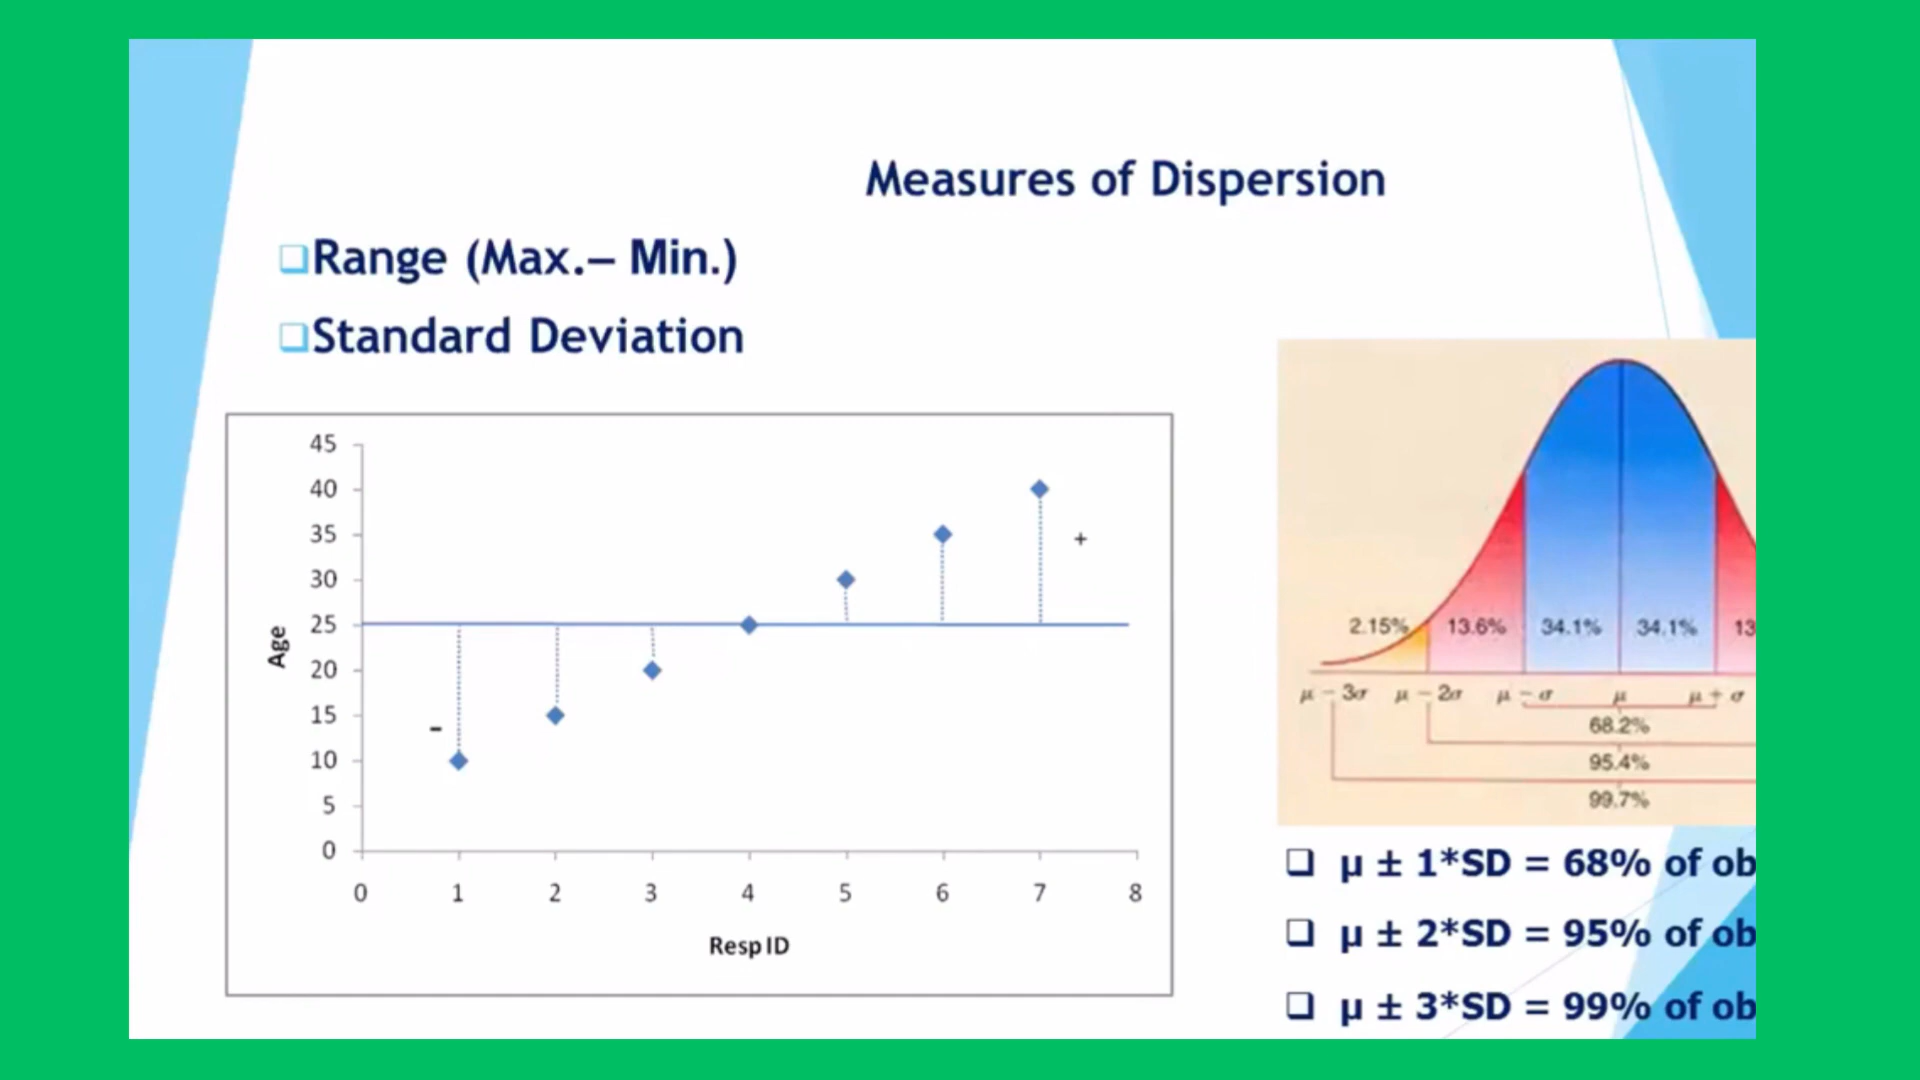 Measures of Dispersion
❑Range (Max.– Min.)
❑Standard Deviation
45
40
35
30
25
20
15
10
5
0
Age
+
-
0 1 2 3 4 5 6 7 8
Resp ID
2.15% 13.6% 34.1% 34.1% 13
μ - 3σ μ - 2σ μ - σ μ μ + σ
68.2%
95.4%
99.7%
❑ μ ± 1*SD = 68% of ob
❑ μ ± 2*SD = 95% of ob
❑ μ ± 3*SD = 99% of ob